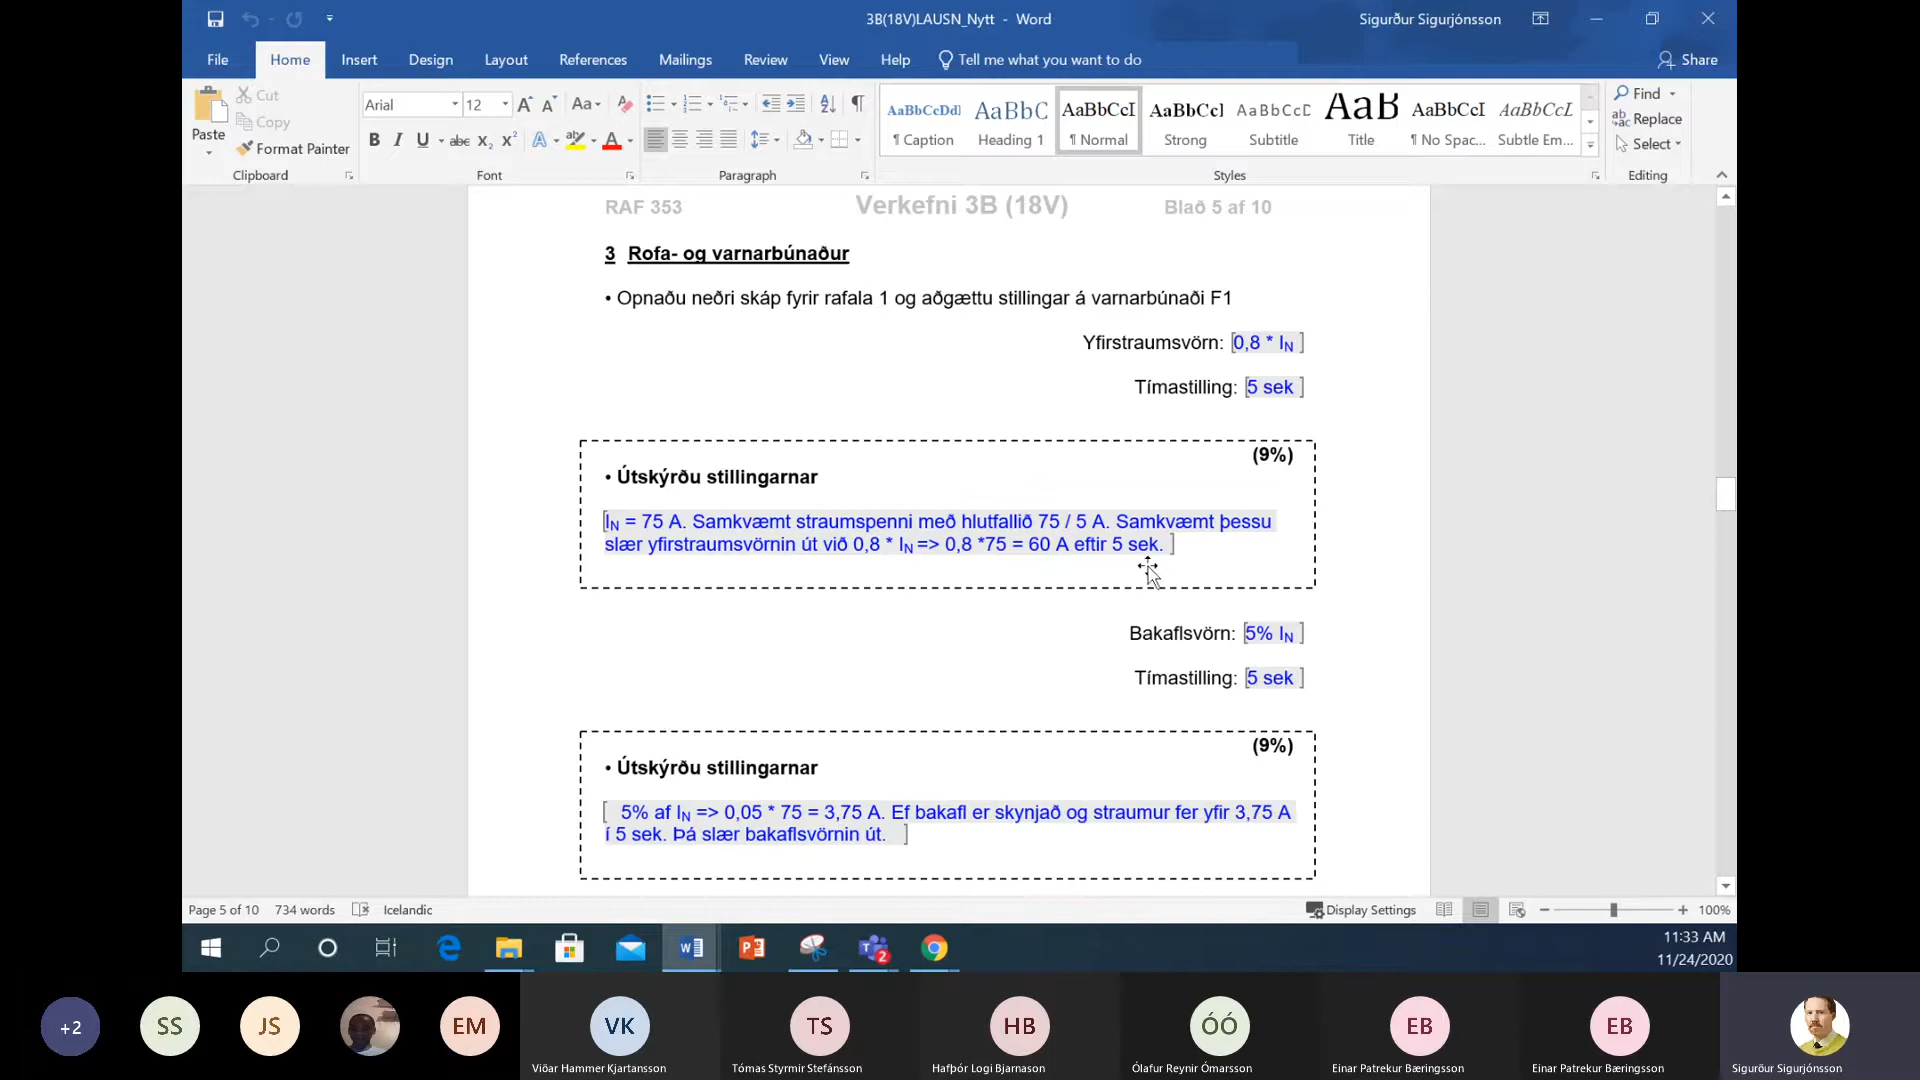 3B(18V)LAUSN_Nytt - Word
Sigurður Sigurjónsson
File Home Insert Design Layout References Mailings Review View Help Tell me what you want to do Share
Paste
Cut
Copy
Format Painter
Arial 12
Clipboard Font Paragraph Styles Editing
AaBbCcDdI AaBbC AaBbCcI AaBbCcI AaBbCcD AaB AaBbCcI AaBbCcI
¶ Caption Heading 1 ¶ Normal Strong Subtitle Title ¶ No Spac... Subtle Em...
Find
Replace
Select
RAF 353 Verkefni 3B (18V) Blað 5 af 10
3 Rofa- og varnarbúnaður
• Opnaðu neðri skáp fyrir rafala 1 og aðgættu stillingar á varnarbúnaði F1
Yfirstraumsvörn: [0,8 * IN ]
Tímastilling: [5 sek ]
(9%)
• Útskýrðu stillingarnar
[IN = 75 A. Samkvæmt straumspenni með hlutfallið 75 / 5 A. Samkvæmt þessu
slær yfirstraumsvörnin út við 0,8 * IN => 0,8 *75 = 60 A eftir 5 sek. ]
Bakaflsvörn: [5% IN ]
Tímastilling: [5 sek ]
(9%)
• Útskýrðu stillingarnar
[ 5% af IN => 0,05 * 75 = 3,75 A. Ef bakafl er skynjað og straumur fer yfir 3,75 A
í 5 sek. Þá slær bakaflsvörnin út. ]
Page 5 of 10 734 words Icelandic Display Settings 100%
11:33 AM
11/24/2020
+2 SS JS EM VK TS HB ÓÓ EB EB
Viðar Hammer Kjartansson Tómas Styrmir Stefánsson Hafþór Logi Bjarnason Ólafur Reynir Ómarsson Einar Patrekur Bæringsson Einar Patrekur Bæringsson Sigurður Sigurjónsson